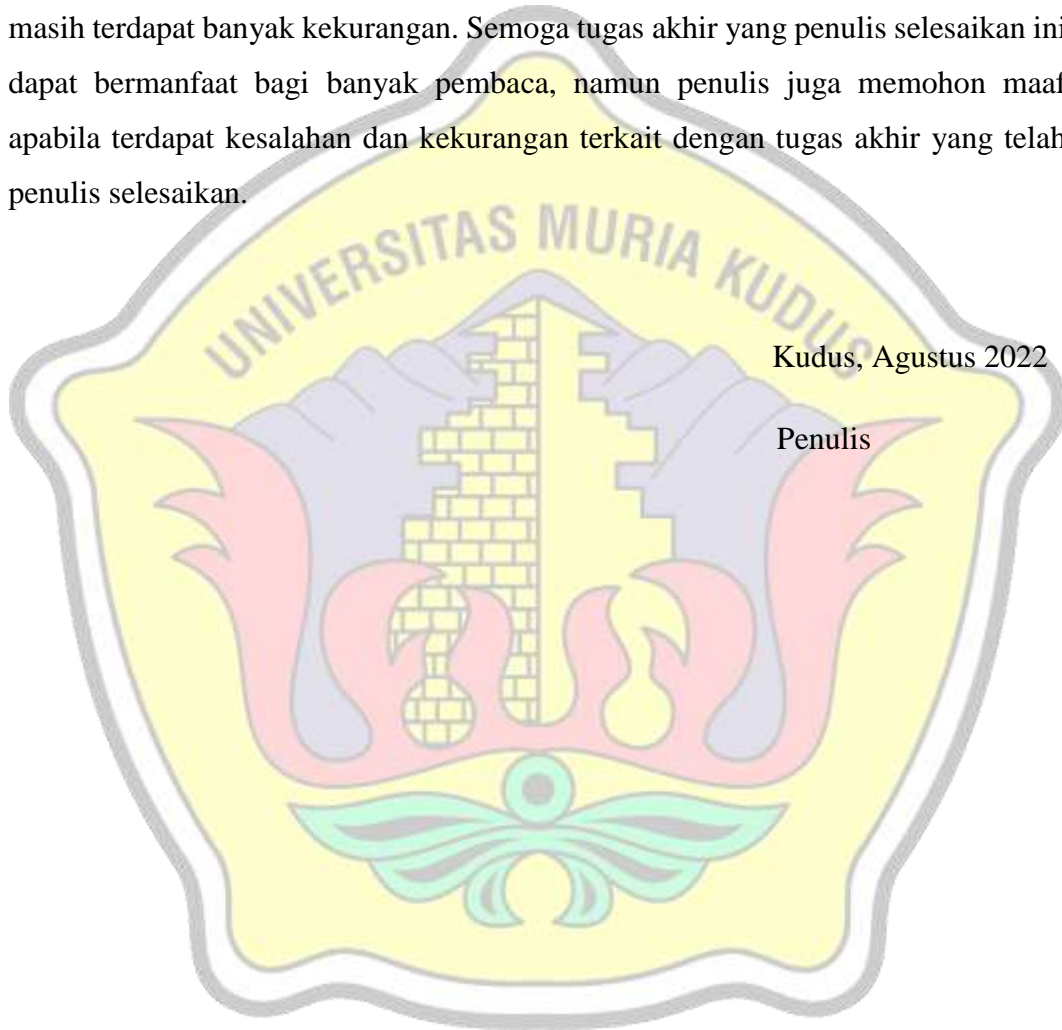 masih terdapat banyak kekurangan. Semoga tugas akhir yang penulis selesaikan ini
dapat bermanfaat bagi banyak pembaca, namun penulis juga memohon maaf
apabila terdapat kesalahan dan kekurangan terkait dengan tugas akhir yang telah
penulis selesaikan.
UNIVERSITAS MURIA KUDUS
Kudus, Agustus 2022
Penulis